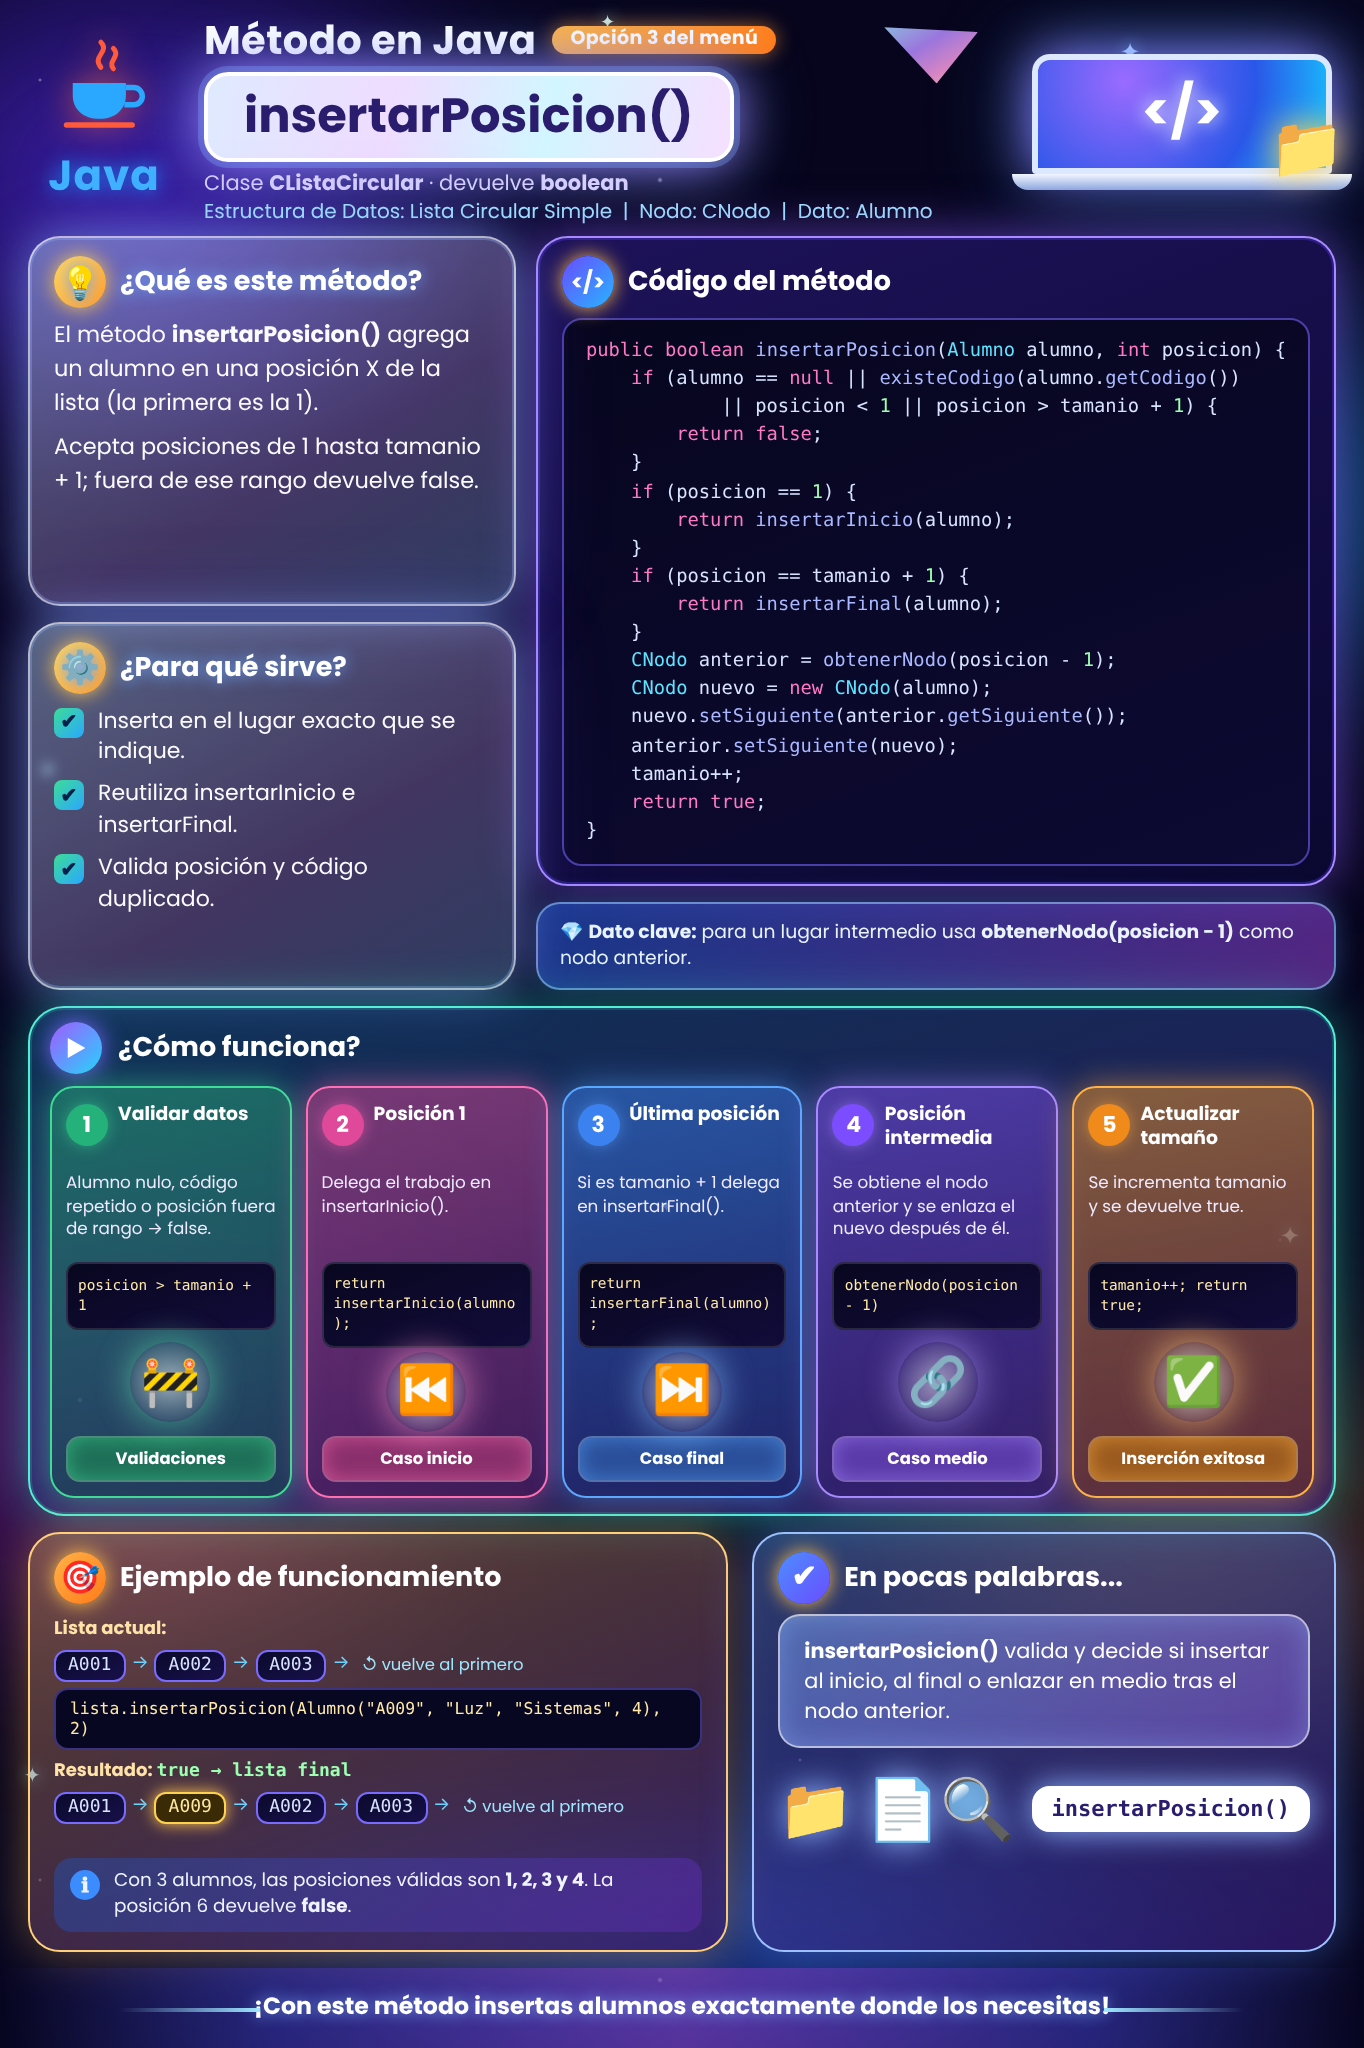 Java
Método en Java
Opción 3 del menú
insertarPosicion()
Clase CListaCircular · devuelve boolean
Estructura de Datos: Lista Circular Simple | Nodo: CNodo | Dato: Alumno
</>
💡 ¿Qué es este método?
El método insertarPosicion() agrega
un alumno en una posición X de la
lista (la primera es la 1).
Acepta posiciones de 1 hasta tamanio
+ 1; fuera de ese rango devuelve false.
⚙️ ¿Para qué sirve?
✔ Inserta en el lugar exacto que se
indique.
✔ Reutiliza insertarInicio e
insertarFinal.
✔ Valida posición y código
duplicado.
</> Código del método
public boolean insertarPosicion(Alumno alumno, int posicion) {
    if (alumno == null || existeCodigo(alumno.getCodigo())
            || posicion < 1 || posicion > tamanio + 1) {
        return false;
    }
    if (posicion == 1) {
        return insertarInicio(alumno);
    }
    if (posicion == tamanio + 1) {
        return insertarFinal(alumno);
    }
    CNodo anterior = obtenerNodo(posicion - 1);
    CNodo nuevo = new CNodo(alumno);
    nuevo.setSiguiente(anterior.getSiguiente());
    anterior.setSiguiente(nuevo);
    tamanio++;
    return true;
}
💎 Dato clave: para un lugar intermedio usa obtenerNodo(posicion - 1) como
nodo anterior.
▶ ¿Cómo funciona?
1 Validar datos
Alumno nulo, código
repetido o posición fuera
de rango → false.
posicion > tamanio +
1
Validaciones
2 Posición 1
Delega el trabajo en
insertarInicio().
return
insertarInicio(alumno
);
Caso inicio
3 Última posición
Si es tamanio + 1 delega
en insertarFinal().
return
insertarFinal(alumno)
;
Caso final
4 Posición
intermedia
Se obtiene el nodo
anterior y se enlaza el
nuevo después de él.
obtenerNodo(posicion
- 1)
Caso medio
5 Actualizar
tamaño
Se incrementa tamanio
y se devuelve true.
tamanio++; return
true;
Inserción exitosa
🎯 Ejemplo de funcionamiento
Lista actual:
A001 → A002 → A003 → ↺ vuelve al primero
lista.insertarPosicion(Alumno("A009", "Luz", "Sistemas", 4),
2)
Resultado: true → lista final
A001 → A009 → A002 → A003 → ↺ vuelve al primero
ℹ Con 3 alumnos, las posiciones válidas son 1, 2, 3 y 4. La
posición 6 devuelve false.
✔ En pocas palabras...
insertarPosicion() valida y decide si insertar
al inicio, al final o enlazar en medio tras el
nodo anterior.
insertarPosicion()
¡Con este método insertas alumnos exactamente donde los necesitas!